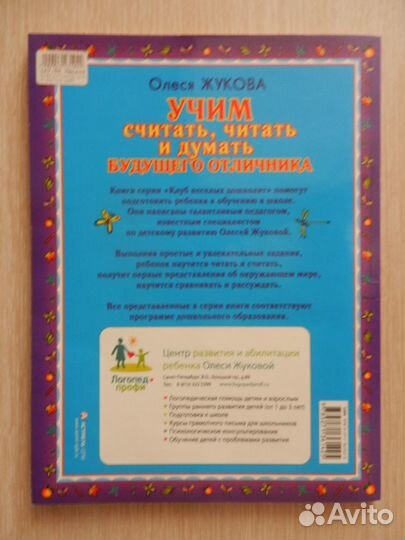 Олеся ЖУКОВА
УЧИМ
считать, читать
и думать
БУДУЩЕГО ОТЛИЧНИКА
Книги серии «Клуб веселых дошколят» помогут
подготовить ребенка к обучению в школе.
Они написаны талантливым педагогом,
известным специалистом
по детскому развитию Олесей Жуковой.
Выполняя простые и увлекательные задания,
ребенок научится читать и считать,
получит первые представления об окружающем мире,
научится сравнивать и рассуждать.
Все представленные в серии книги соответствуют
программе дошкольного образования.
Центр развития и абилитации
ребенка Олеси Жуковой
Логопед
профи
• Логопедическая помощь детям и взрослым
• Группы раннего развития детей (от 1 до 3 лет)
• Подготовка к школе
• Курсы грамотного письма для школьников
• Психологическое консультирование
• Обучение детей с проблемами развития
Avito